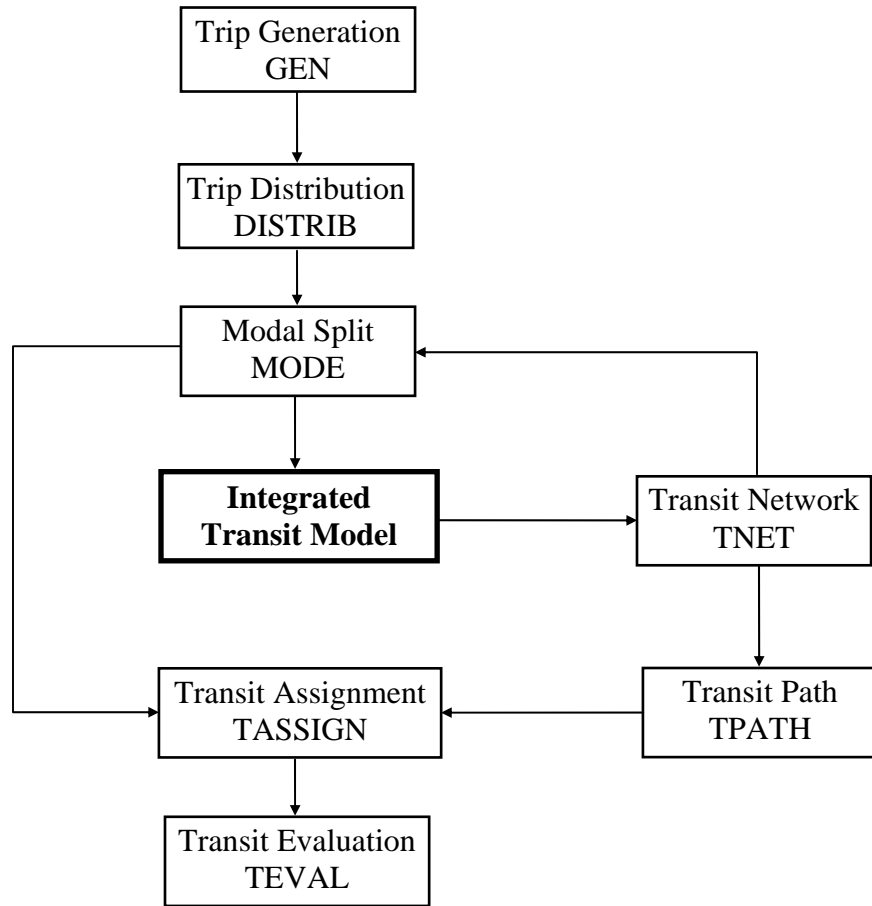 Trip Generation
GEN
Trip Distribution
DISTRIB
Modal Split
MODE
Integrated
Transit Model
Transit Network
TNET
Transit Assignment
TASSIGN
Transit Path
TPATH
Transit Evaluation
TEVAL